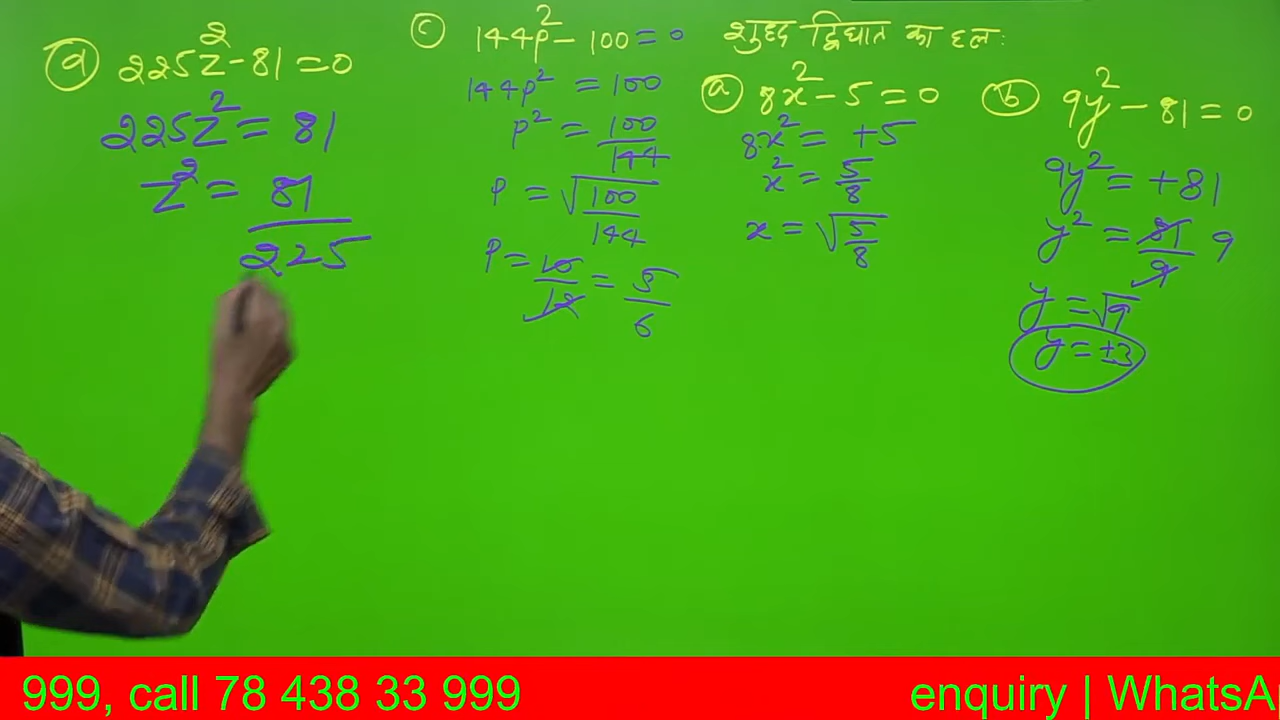 शुद्ध द्विघात का हल:
(a) 8x² - 5 = 0
8x² = +5
x² = 5/8
x = √(5/8)
(b) 9y² - 81 = 0
9y² = +81
y² = 81/9 9
y = √9
y = ±3
(c) 144p² - 100 = 0
144p² = 100
p² = 100/144
P = √(100/144)
P = 10/12 = 5/6
(d) 225z² - 81 = 0
225z² = 81
z² = 81/225
999, call 78 438 33 999
enquiry | WhatsA